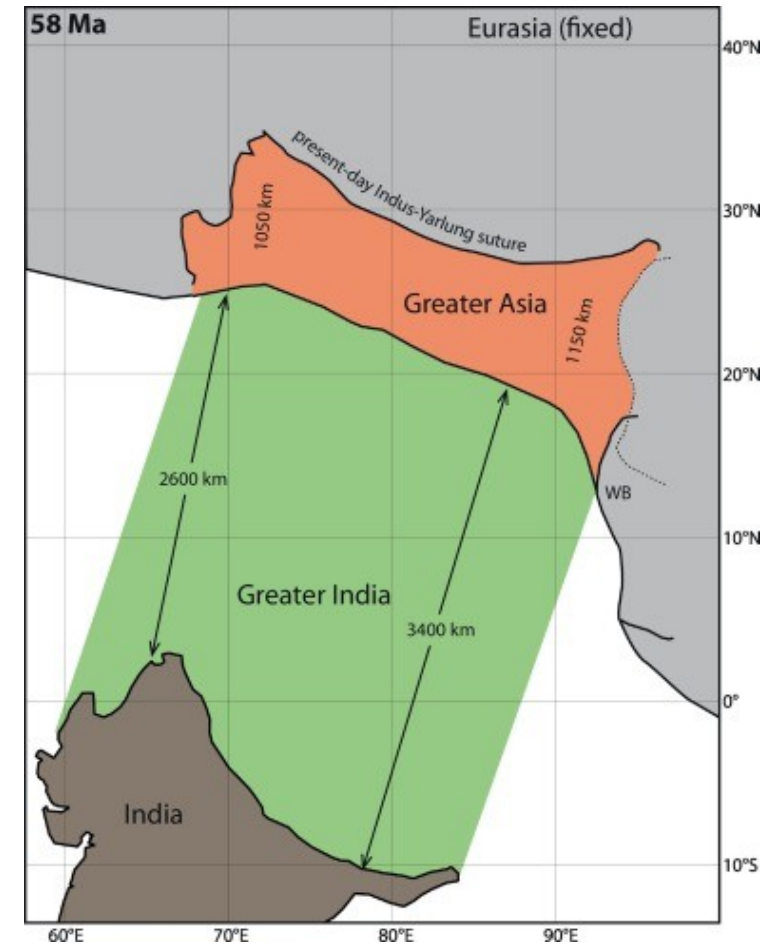 58 Ma
Eurasia (fixed)
40°N
present-day Indus-Yarlung suture
30°N
1050 km
Greater Asia
1150 km
20°N
2600 km
WB
10°N
Greater India
3400 km
0°
India
10°S
60°E
70°E
80°E
90°E